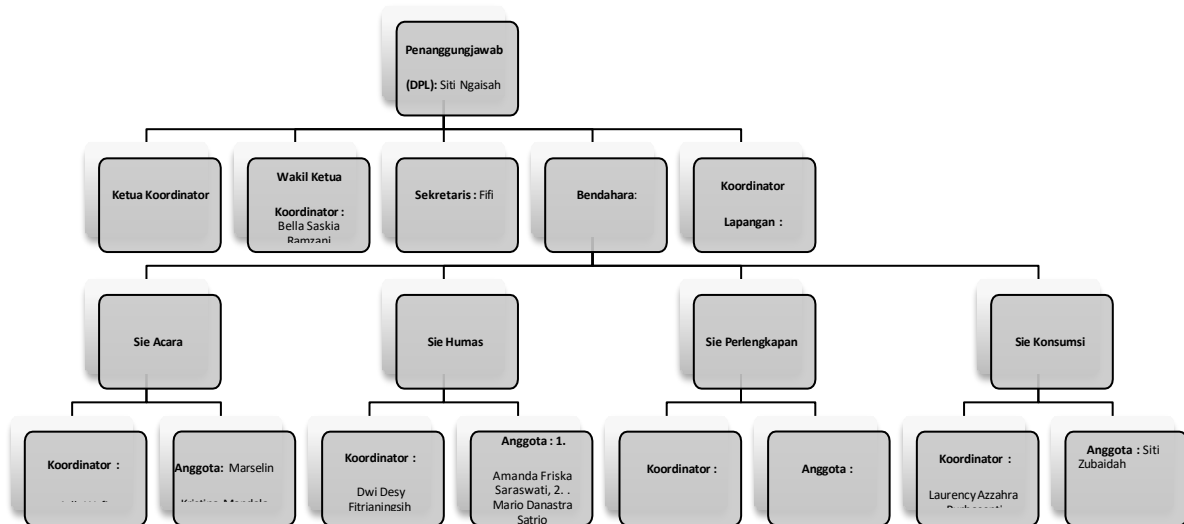 Penanggungjawab
(DPL): Siti Ngaisah
Ketua Koordinator
Wakil Ketua
Koordinator :
Bella Saskia
Ramzani
Sekretaris : Fifi
Bendahara:
Koordinator
Lapangan :
Sie Acara
Sie Humas
Sie Perlengkapan
Sie Konsumsi
Koordinator :
Anggota: Marselin
Koordinator :
Dwi Desy
Fitrianingsih
Anggota : 1.
Amanda Friska
Saraswati, 2. .
Mario Danastra
Satrio
Koordinator :
Anggota :
Koordinator :
Laurency Azzahra
Anggota : Siti
Zubaidah